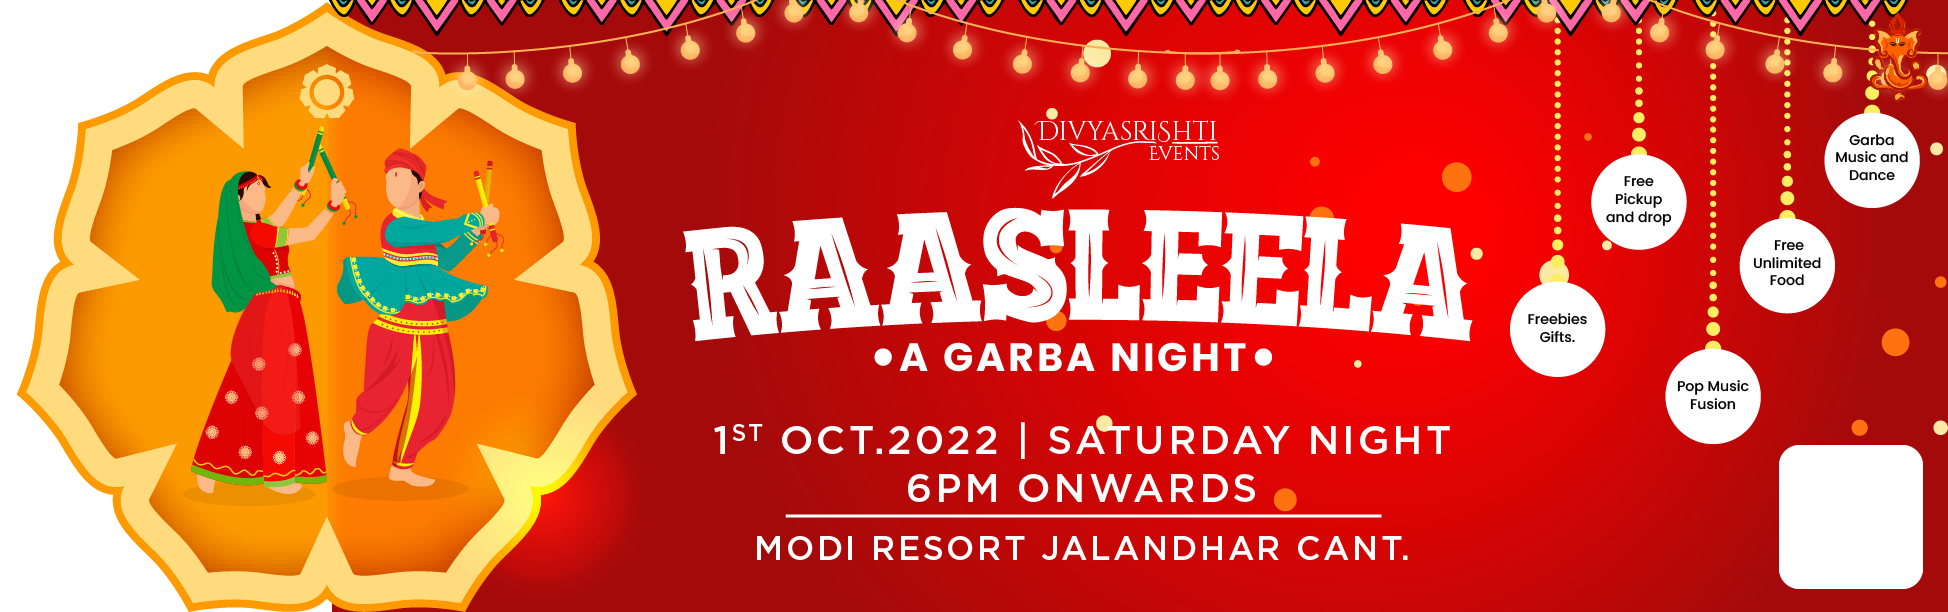 DIVYASRISHTI
EVENTS
RAASLEELA
•A GARBA NIGHT•
1ST OCT.2022 | SATURDAY NIGHT
6PM ONWARDS
MODI RESORT JALANDHAR CANT.
Freebies
Gifts.
Free
Pickup
and drop
Pop Music
Fusion
Free
Unlimited
Food
Garba
Music and
Dance